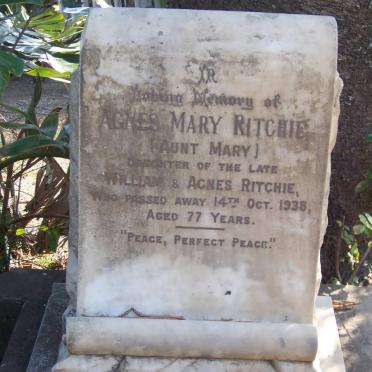 IN
Loving Memory of
AGNES MARY RITCHIE,
(AUNT MARY)
DAUGHTER OF THE LATE
WILLIAM & AGNES RITCHIE,
WHO PASSED AWAY 14TH OCT. 1938,
AGED 77 YEARS.
"PEACE, PERFECT PEACE."